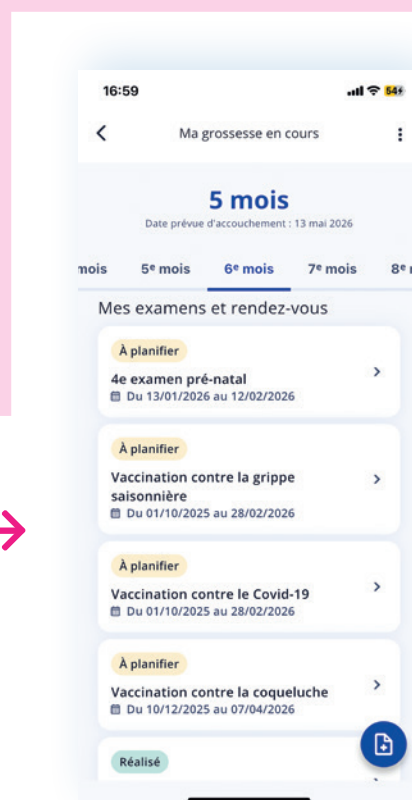 16:59
54
Ma grossesse en cours
5 mois
Date prévue d'accouchement : 13 mai 2026
mois 5e mois 6e mois 7e mois 8e
Mes examens et rendez-vous
À planifier
4e examen pré-natal
Du 13/01/2026 au 12/02/2026
À planifier
Vaccination contre la grippe
saisonnière
Du 01/10/2025 au 28/02/2026
À planifier
Vaccination contre le Covid-19
Du 01/10/2025 au 28/02/2026
À planifier
Vaccination contre la coqueluche
Du 10/12/2025 au 07/04/2026
Réalisé